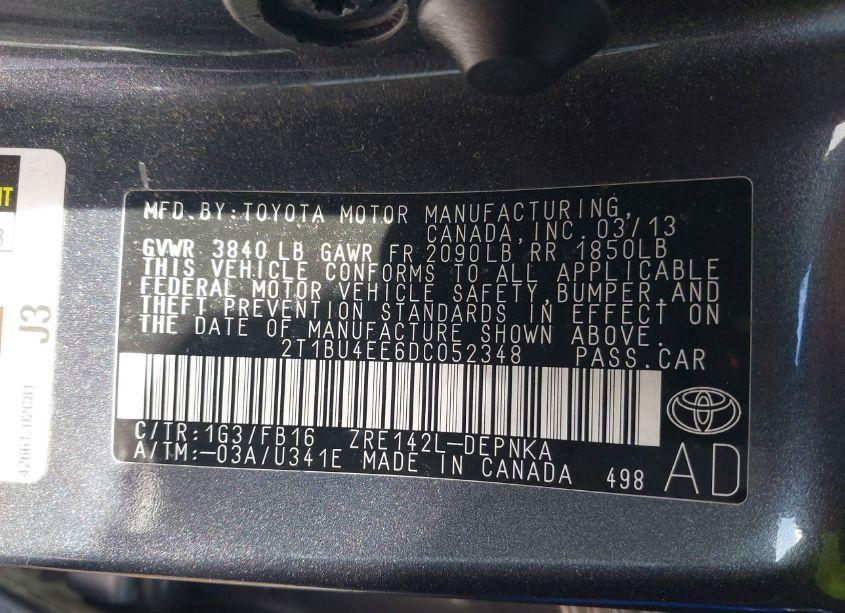 MFD.BY:TOYOTA MOTOR MANUFACTURING,
CANADA,INC. 03/13
GVWR 3840 LB GAWR FR 2090LB RR 1850LB
THIS VEHICLE CONFORMS TO ALL APPLICABLE
FEDERAL MOTOR VEHICLE SAFETY,BUMPER,AND
THEFT PREVENTION STANDARDS IN EFFECT ON
THE DATE OF MANUFACTURE SHOWN ABOVE.
2T1BU4EE6DC052348 PASS.CAR
C/TR:1G3/FB16 ZRE142L-DEPNKA
A/TM:-03A/U341E MADE IN CANADA 498
AD
J3
42661-02C81